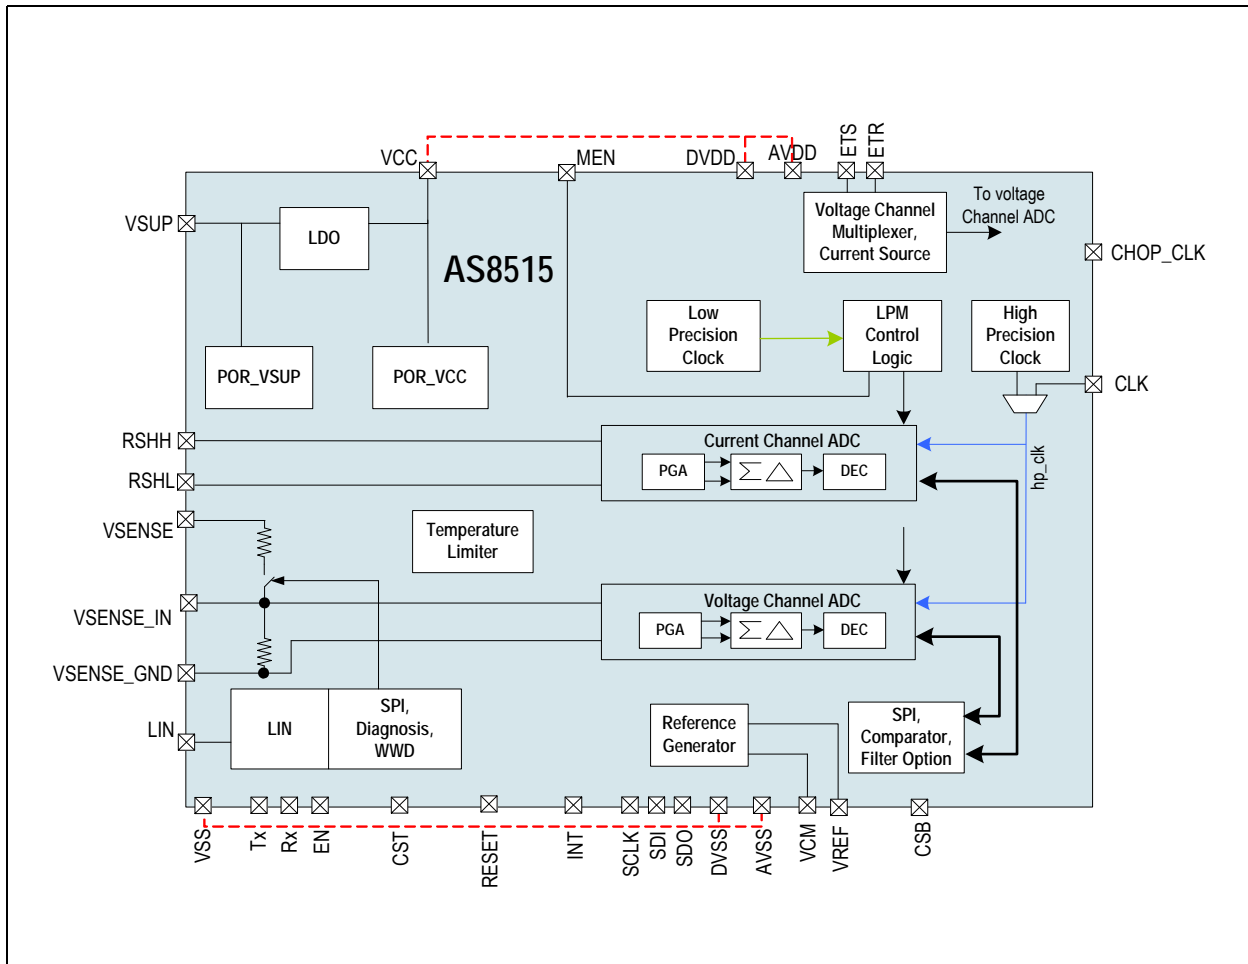 VCC
MEN
DVDD
AVDD
ETS
ETR
VSUP
LDO
AS8515
Voltage Channel
Multiplexer,
Current Source
To voltage
Channel ADC
CHOP_CLK
POR_VSUP
POR_VCC
Low
Precision
Clock
LPM
Control
Logic
High
Precision
Clock
CLK
RSHH
RSHL
Current Channel ADC
PGA
Σ △
DEC
hp_clk
VSENSE
Temperature
Limiter
VSENSE_IN
VSENSE_GND
Voltage Channel ADC
PGA
Σ △
DEC
LIN
LIN
SPI,
Diagnosis,
WWD
Reference
Generator
SPI,
Comparator,
Filter Option
VSS
Tx
Rx
EN
CST
RESET
INT
SCLK
SDI
SDO
DVSS
AVSS
VCM
VREF
CSB